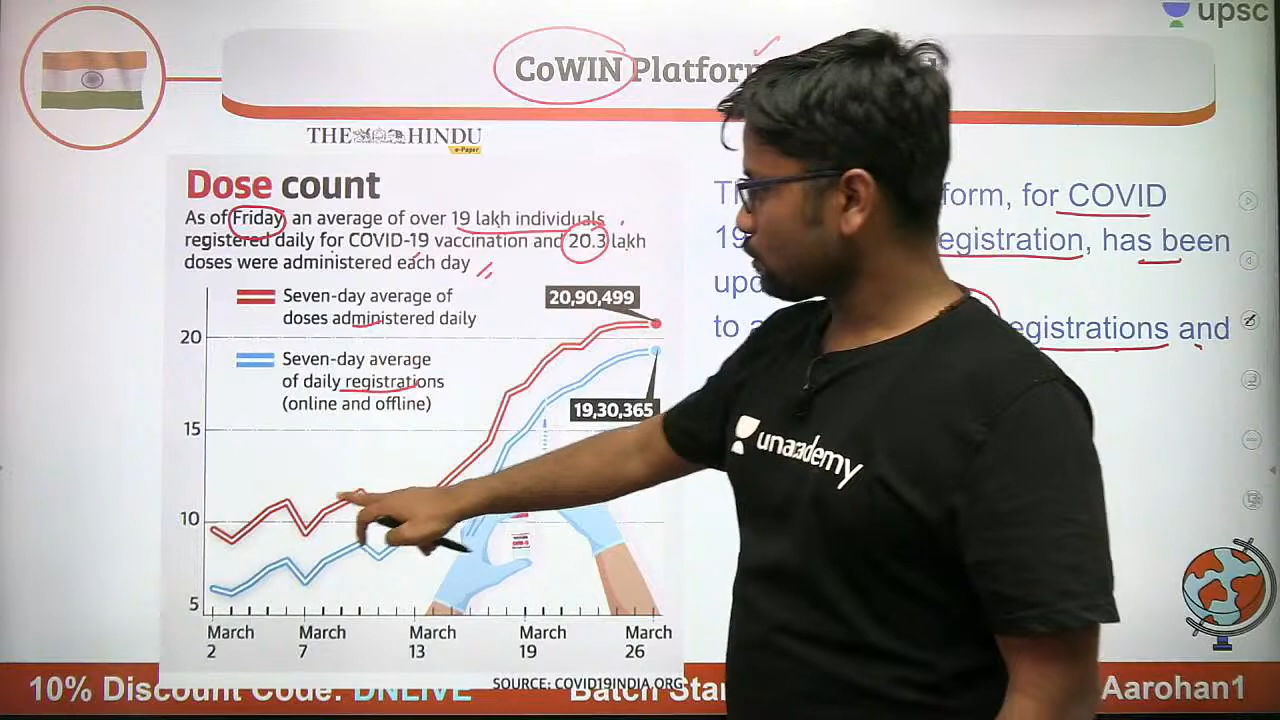 upsc
CoWIN Platform
THE HINDU
e-Paper
Dose count
As of Friday, an average of over 19 lakh individuals
registered daily for COVID-19 vaccination and 20.3 lakh
doses were administered each day
Seven-day average of
doses administered daily
Seven-day average
of daily registrations
(online and offline)
20,90,499
19,30,365
20
15
10
5
March March March March March
2 7 13 19 26
SOURCE: COVID19INDIA.ORG
form, for COVID
19 registration, has been
to registrations and
unacademy
10% Discount Code: DNLIVE Batch Aarohan1